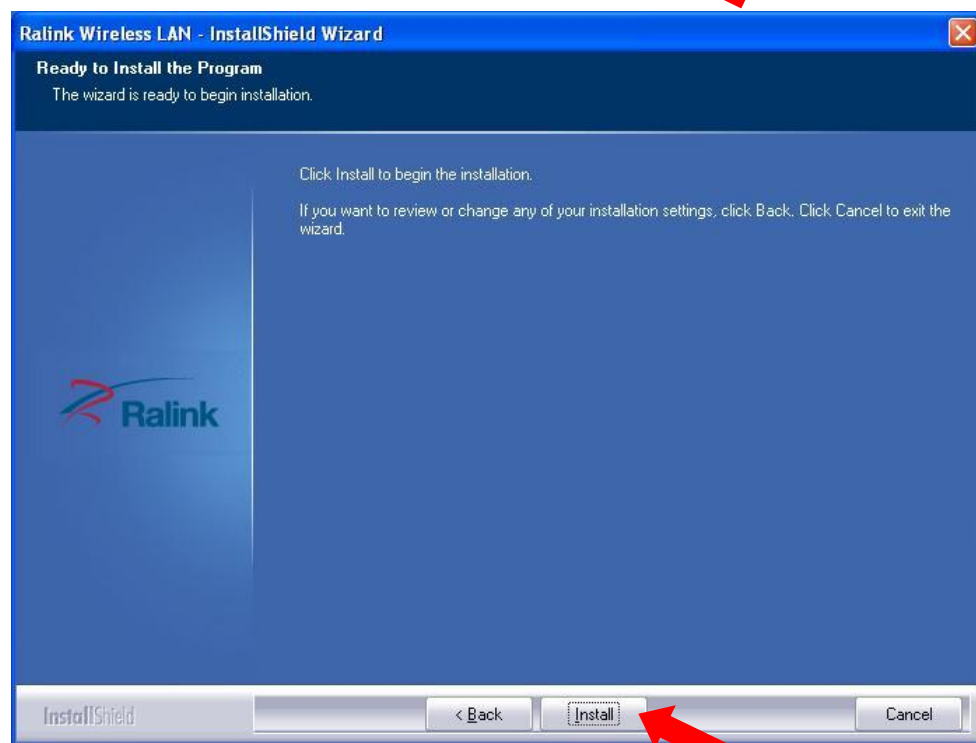 Ralink Wireless LAN - InstallShield Wizard
Ready to Install the Program
The wizard is ready to begin installation.
Click Install to begin the installation.
If you want to review or change any of your installation settings, click Back. Click Cancel to exit the
wizard.
Ralink
InstallShield
< Back
Install
Cancel